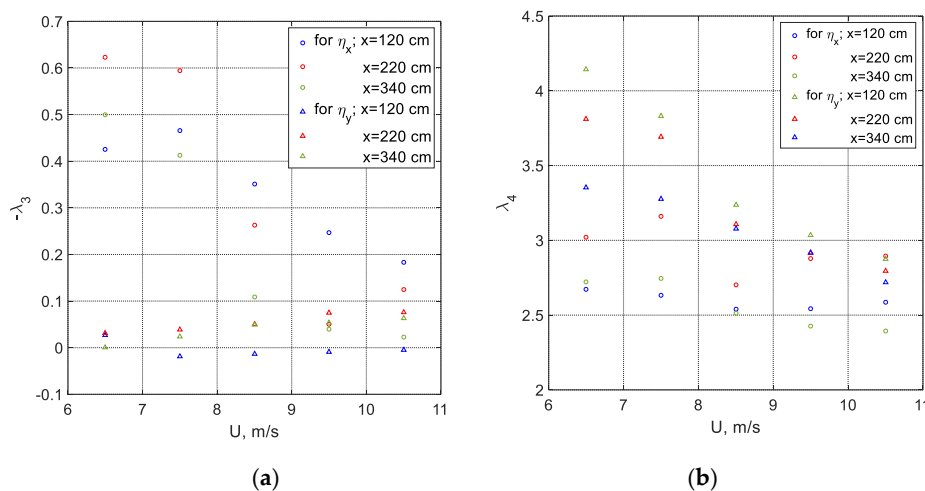 0.7
0.6
0.5
0.4
0.3
0.2
0.1
0
-0.1
-λ3
6 7 8 9 10 11
U, m/s
for ηx; x=120 cm
x=220 cm
x=340 cm
for ηy; x=120 cm
x=220 cm
x=340 cm
(a)
4.5
4
3.5
3
2.5
2
λ4
6 7 8 9 10 11
U, m/s
for ηx; x=120 cm
x=220 cm
x=340 cm
for ηy; x=120 cm
x=220 cm
x=340 cm
(b)